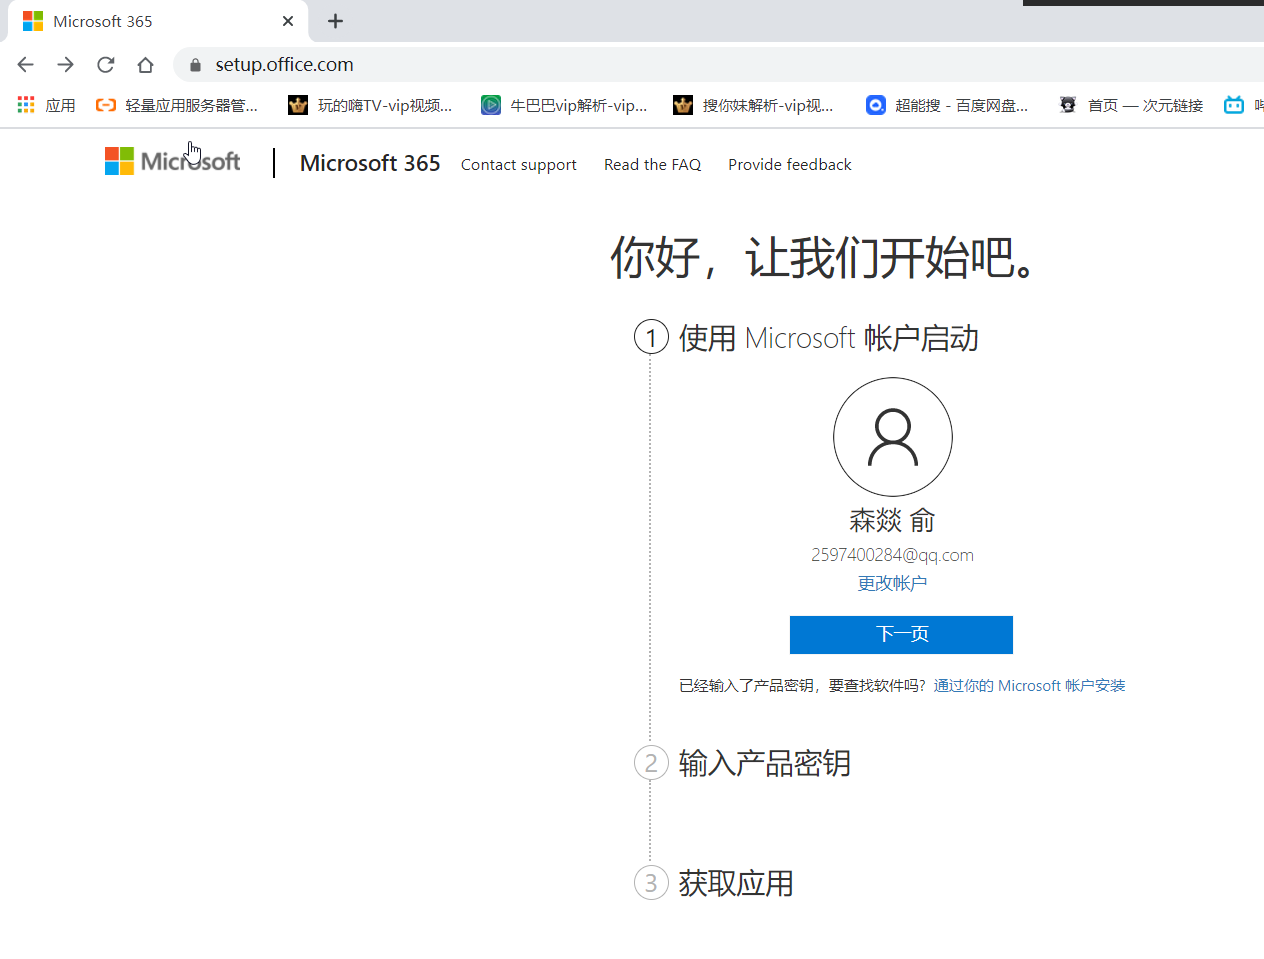 Microsoft 365
setup.office.com
应用 轻量应用服务器管... 玩的嗨TV-vip视频... 牛巴巴vip解析-vip... 搜你妹解析-vip视... 超能搜 - 百度网盘... 首页 — 次元链接
Microsoft Microsoft 365 Contact support Read the FAQ Provide feedback
你好，让我们开始吧。
1 使用 Microsoft 帐户启动
森燚 俞
2597400284@qq.com
更改帐户
下一页
已经输入了产品密钥，要查找软件吗？通过你的 Microsoft 帐户安装
2 输入产品密钥
3 获取应用